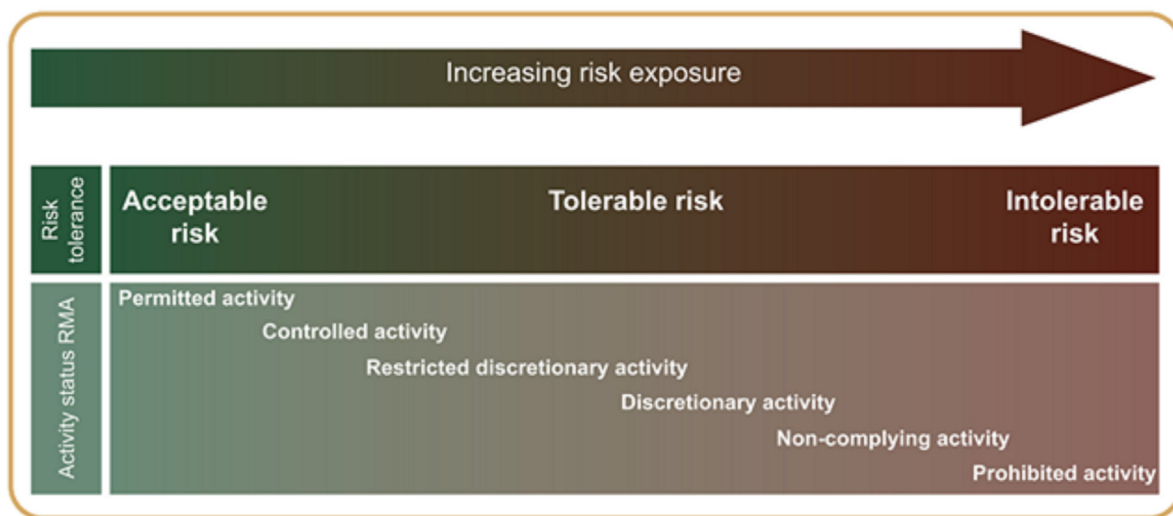 Increasing risk exposure
Risk
tolerance
Acceptable
risk
Tolerable risk
Intolerable
risk
Activity status RMA
Permitted activity
Controlled activity
Restricted discretionary activity
Discretionary activity
Non-complying activity
Prohibited activity